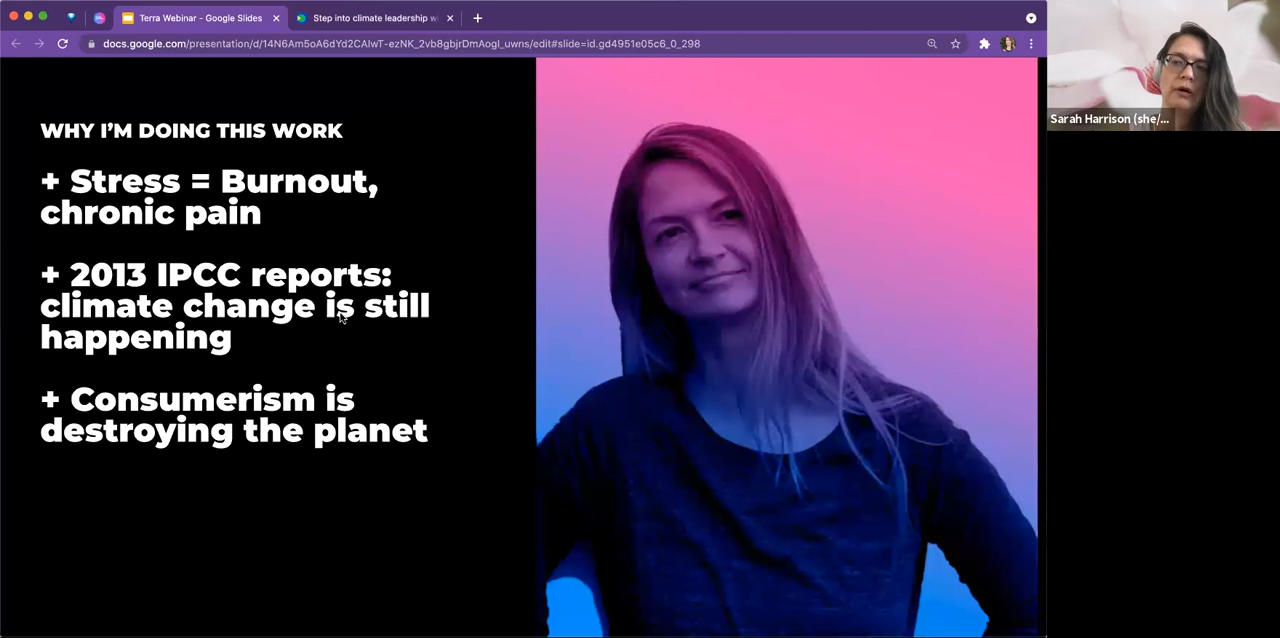 Terra Webinar - Google Slides
Step into climate leadership w
docs.google.com/presentation/d/14N6Am5oA6dYd2CAlwT-ezNK_2vb8gbjrDmAogI_uwns/edit#slide=id.gd4951e05c6_0_298
Sarah Harrison (she/...
WHY I’M DOING THIS WORK
+ Stress = Burnout,
chronic pain
+ 2013 IPCC reports:
climate change is still
happening
+ Consumerism is
destroying the planet